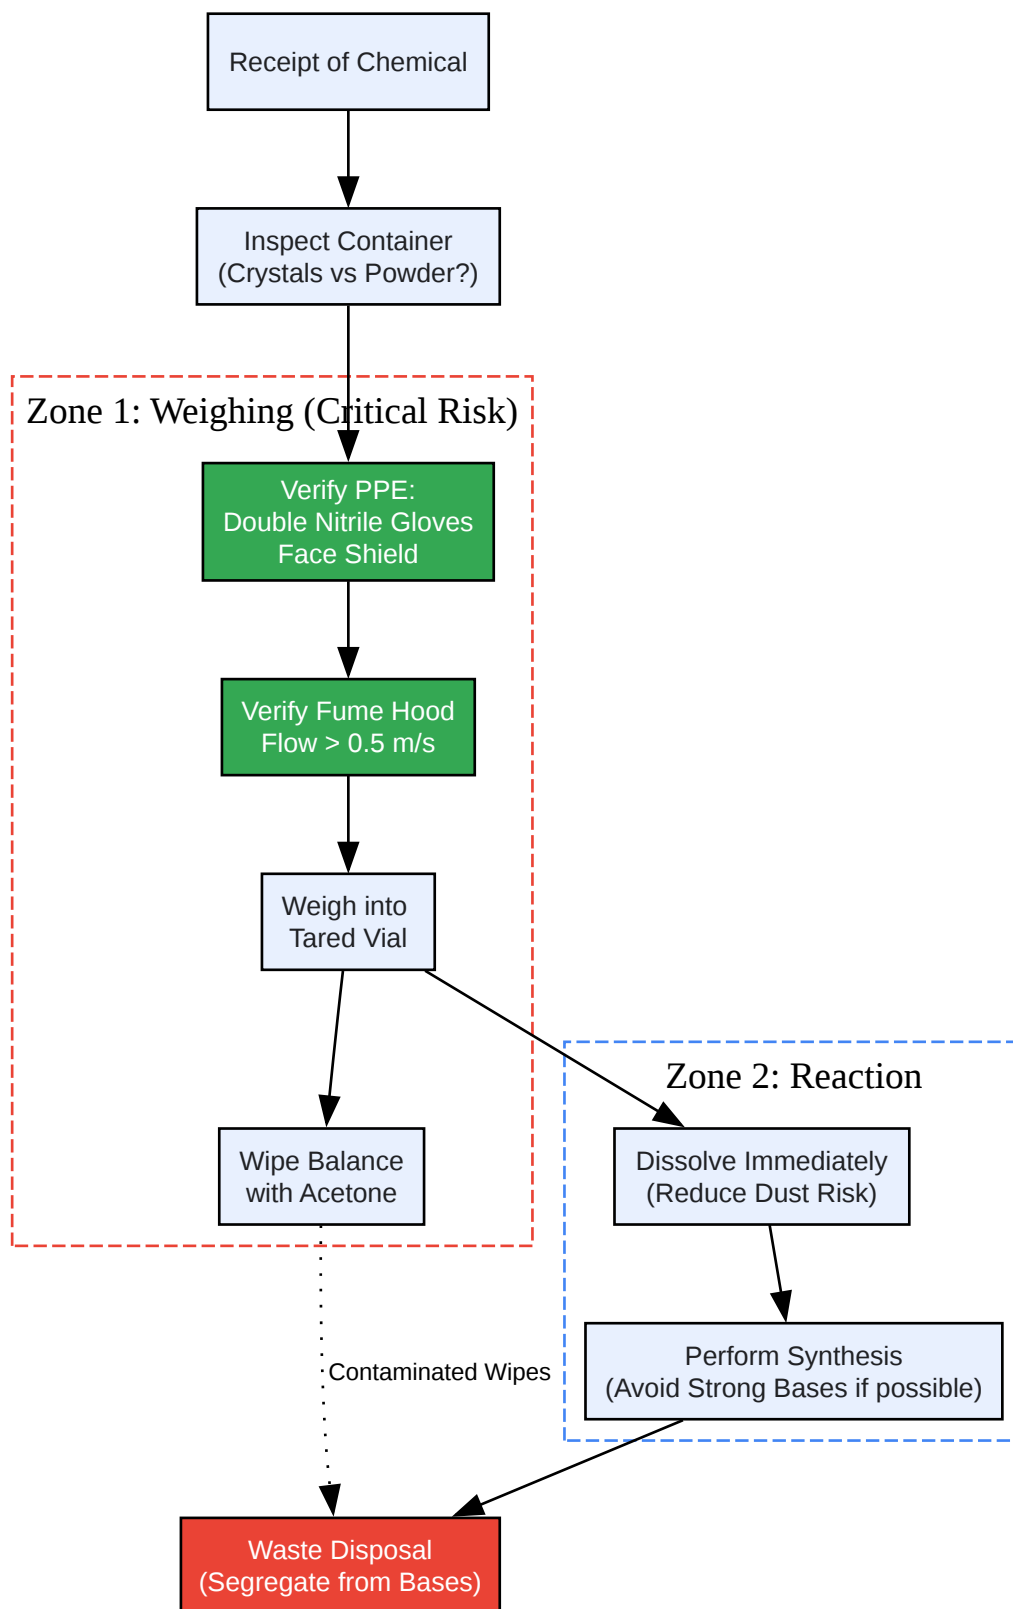 Receipt of Chemical
Inspect Container
(Crystals vs Powder?)
Zone 1: Weighing (Critical Risk)
Verify PPE:
Double Nitrile Gloves
Face Shield
Verify Fume Hood
Flow > 0.5 m/s
Weigh into
Tared Vial
Wipe Balance
with Acetone
Zone 2: Reaction
Dissolve Immediately
(Reduce Dust Risk)
Perform Synthesis
(Avoid Strong Bases if possible)
Contaminated Wipes
Waste Disposal
(Segregate from Bases)